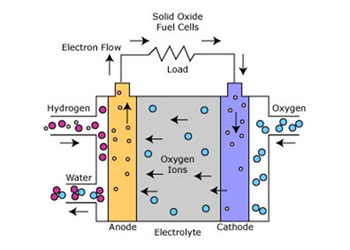 Solid Oxide
Fuel Cells
Electron Flow
Load
Hydrogen
Oxygen
Oxygen
Ions
Water
Anode
Electrolyte
Cathode